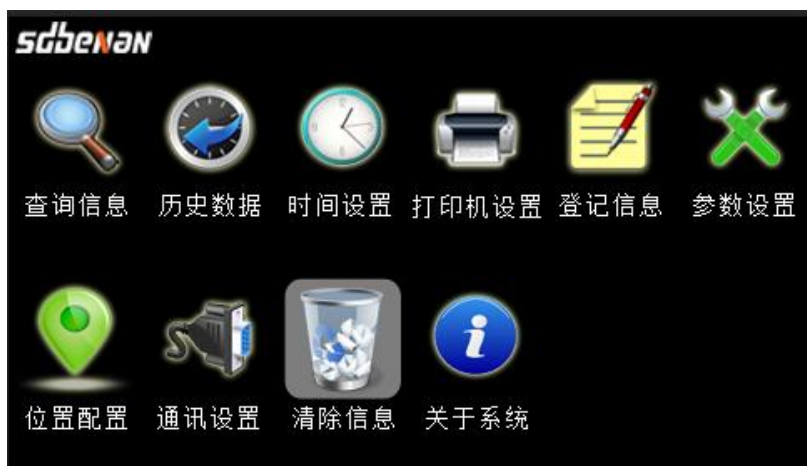 sdbenan
查询信息 历史数据 时间设置 打印机设置 登记信息 参数设置
位置配置 通讯设置 清除信息 关于系统